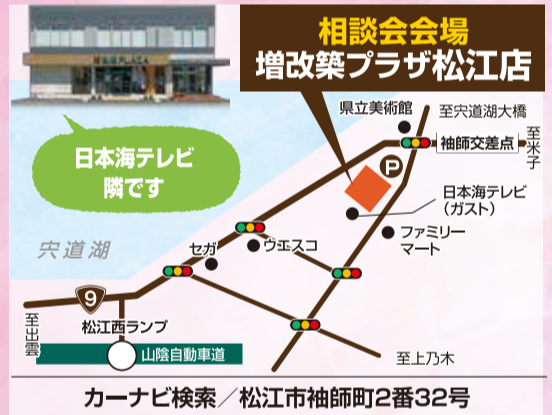 相談会会場
増改築プラザ松江店
県立美術館
至宍道湖大橋
袖師交差点
至米子
P
日本海テレビ
隣です
日本海テレビ
(ガスト)
ファミリー
マート
宍道湖
セガ
ウエスコ
9
至出雲
松江西ランプ
山陰自動車道
至上乃木
カーナビ検索／松江市袖師町2番32号